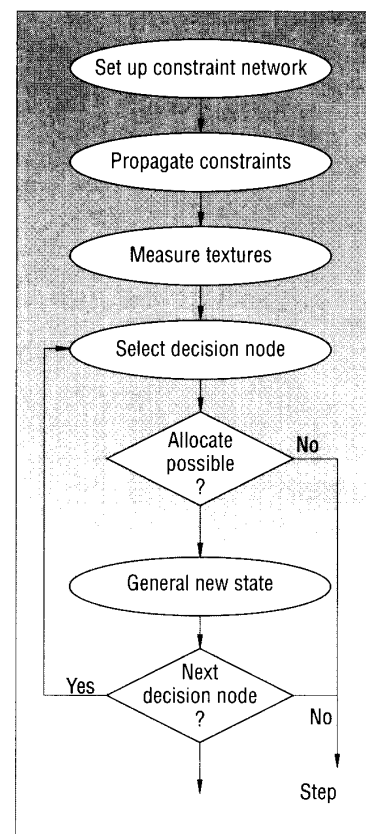 Set up constraint network
Propagate constraints
Measure textures
Select decision node
Allocate
possible
?
No
General new state
Next
decision node
?
Yes
No
Step